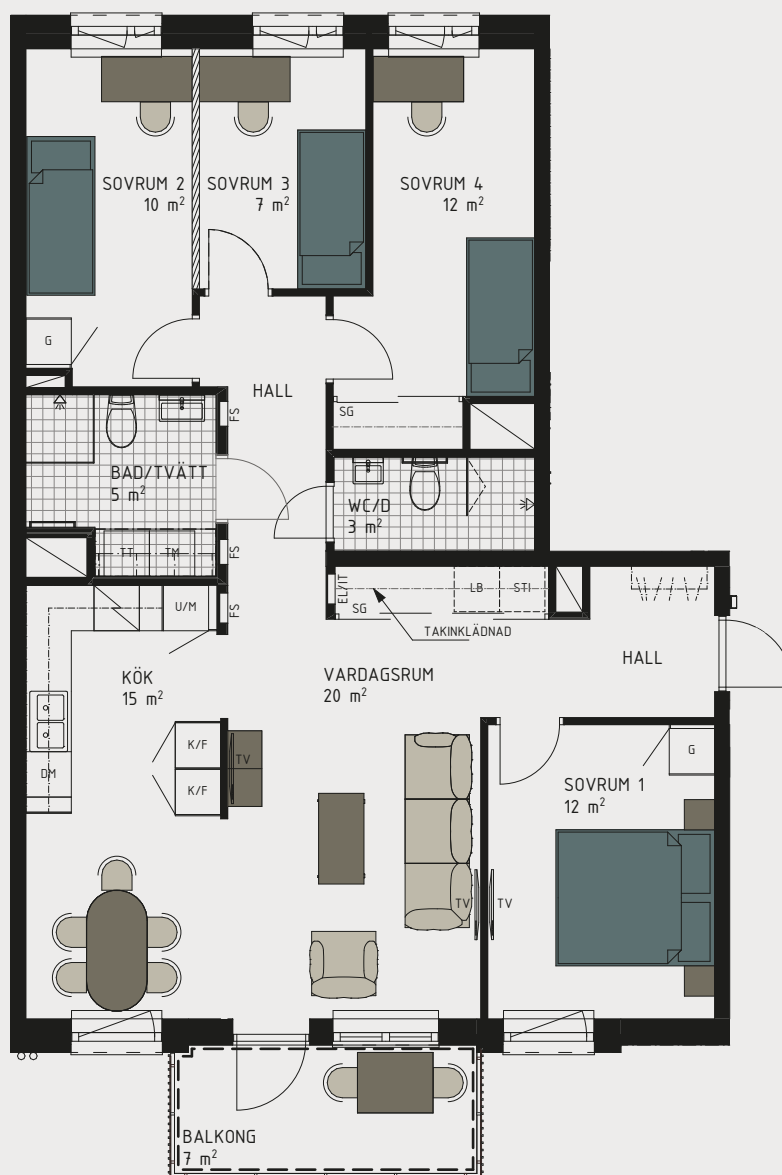 SOVRUM 2
10 m²
SOVRUM 3
7 m²
SOVRUM 4
12 m²
G
HALL
FS
SG
BAD/TVÄTT
5 m²
WC/D
3 m²
TT
TM
FS
EL/IT
SG
LB
STI
U/M
FS
TAKINKLÄDNAD
KÖK
15 m²
VARDAGSRUM
20 m²
HALL
K/F
TV
G
DM
K/F
SOVRUM 1
12 m²
TV
TV
BALKONG
7 m²